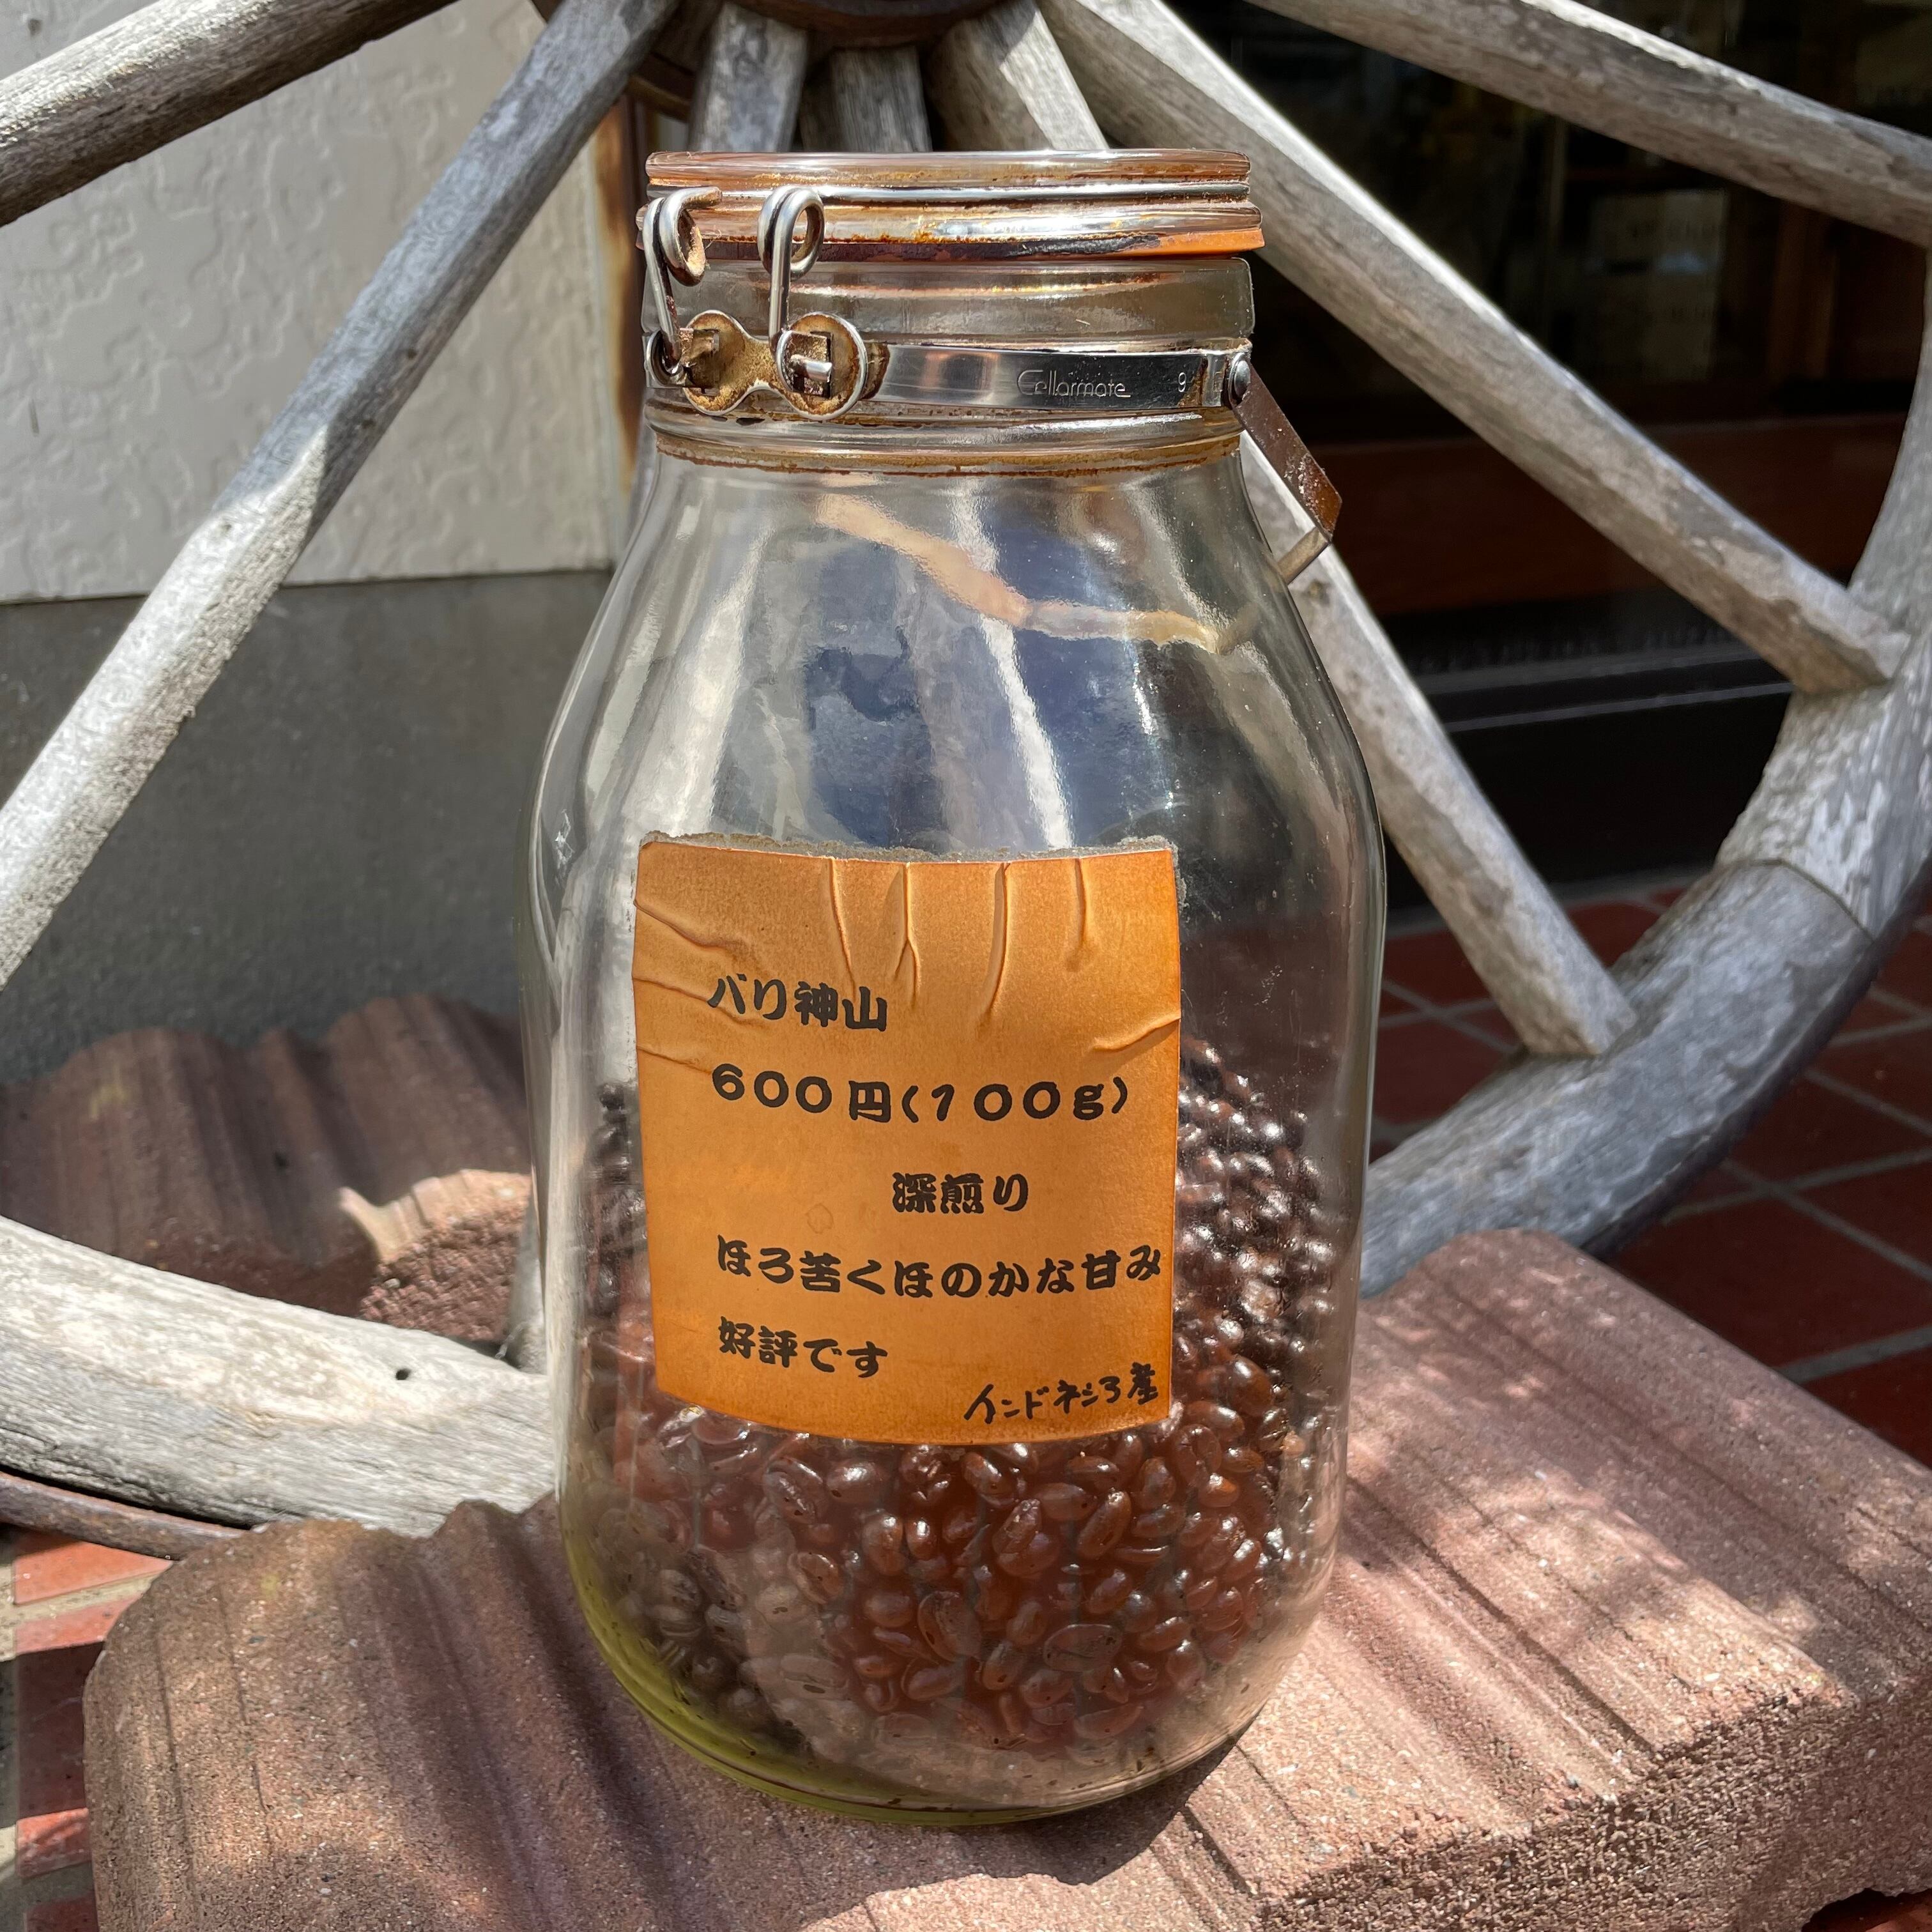 Cellarmate 9
バリ神山
600円(100g)
深煎り
ほろ苦くほのかな甘み
好評です
インドネシア産